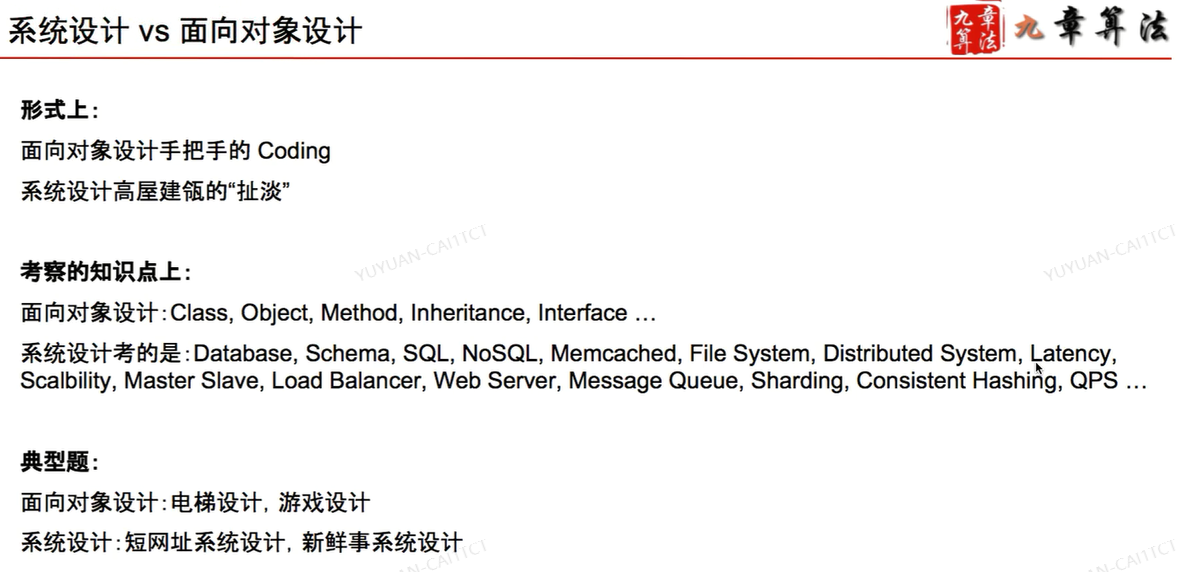 系统设计 vs 面向对象设计
九章算法
九章算法
形式上：
面向对象设计手把手的 Coding
系统设计高屋建瓴的“扯淡”
考察的知识点上：
面向对象设计：Class, Object, Method, Inheritance, Interface …
系统设计考的是：Database, Schema, SQL, NoSQL, Memcached, File System, Distributed System, Latency,
Scalbility, Master Slave, Load Balancer, Web Server, Message Queue, Sharding, Consistent Hashing, QPS …
典型题：
面向对象设计：电梯设计，游戏设计
系统设计：短网址系统设计，新鲜事系统设计
YUYUAN-CAI1TCT
YUYUAN-CAI1TCT
AN-CAI1TCT
AN-CAI1TCT